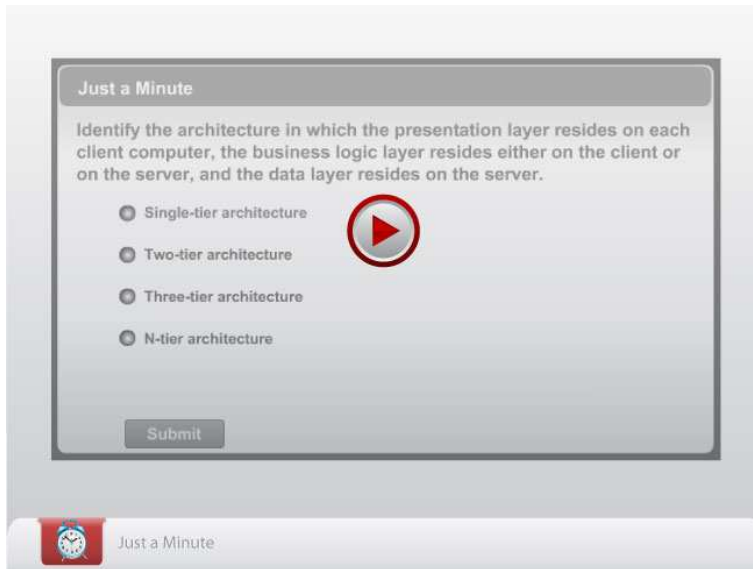 Just a Minute
Identify the architecture in which the presentation layer resides on each
client computer, the business logic layer resides either on the client or
on the server, and the data layer resides on the server.
Single-tier architecture
Two-tier architecture
Three-tier architecture
N-tier architecture
Submit
Just a Minute